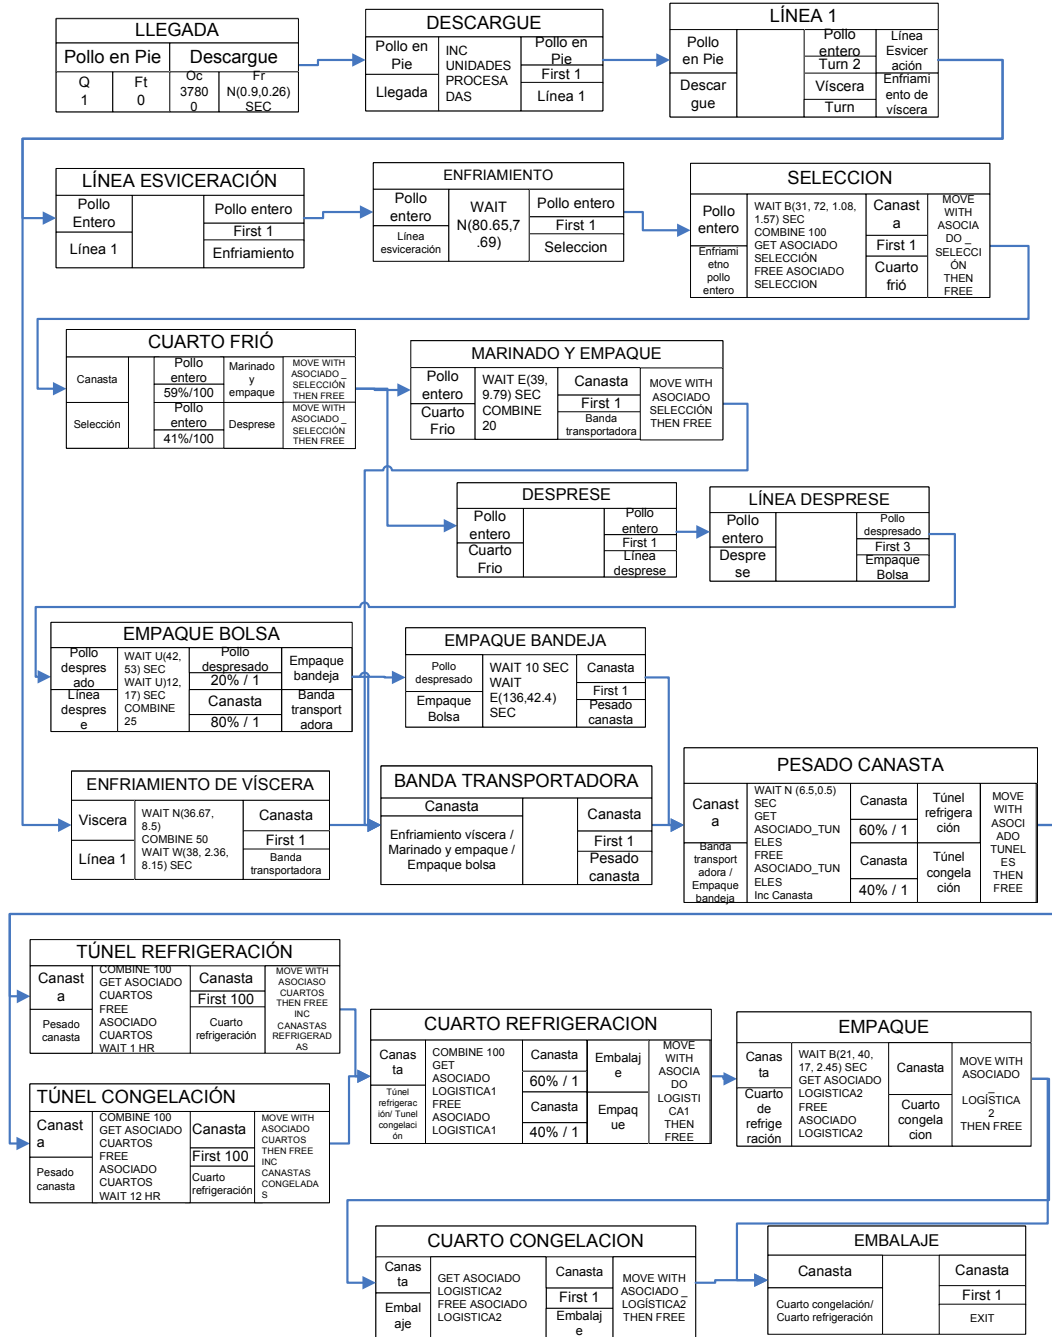 LLEGADA
Pollo en Pie
Descargue
Q
1
Ft
0
Oc
3780
0
Fr
N(0.9,0.26)
SEC
DESCARGUE
Pollo en
Pie
Llegada
INC
UNIDADES
PROCESA
DAS
Pollo en
Pie
First 1
Línea 1
LÍNEA 1
Pollo
en Pie
Descar
gue
Pollo
entero
Turn 2
Víscera
Turn
Línea
Esvicer
ación
Enfriami
ento de
víscera
LÍNEA ESVICERACIÓN
Pollo
Entero
Línea 1
Pollo entero
First 1
Enfriamiento
ENFRIAMIENTO
Pollo
entero
Línea
esviceración
WAIT
N(80.65,7
.69)
Pollo entero
First 1
Seleccion
SELECCION
Pollo
entero
Enfriami
etno
pollo
entero
WAIT B(31, 72, 1.08,
1.57) SEC
COMBINE 100
GET ASOCIADO
SELECCIÓN
FREE ASOCIADO
SELECCION
Canast
a
First 1
Cuarto
frió
MOVE
WITH
ASOCIA
DO _
SELECCI
ÓN
THEN
FREE
CUARTO FRIÓ
Canasta
Selección
Pollo
entero
59%/100
Pollo
entero
41%/100
Marinado
y
empaque
Desprese
MOVE WITH
ASOCIADO _
SELECCIÓN
THEN FREE
MOVE WITH
ASOCIADO _
SELECCIÓN
THEN FREE
MARINADO Y EMPAQUE
Pollo
entero
Cuarto
Frio
WAIT E(39,
9.79) SEC
COMBINE
20
Canasta
First 1
Banda
transportadora
MOVE WITH
ASOCIADO
SELECCIÓN
THEN FREE
DESPRESE
Pollo
entero
Cuarto
Frio
Pollo
entero
First 1
Línea
desprese
LÍNEA DESPRESE
Pollo
entero
Despre
se
Pollo
despresado
First 3
Empaque
Bolsa
EMPAQUE BOLSA
Pollo
despres
ado
Línea
despres
e
WAIT U(42,
53) SEC
WAIT U)12,
17) SEC
COMBINE
25
Pollo
despresado
20% / 1
Canasta
80% / 1
Empaque
bandeja
Banda
transport
adora
EMPAQUE BANDEJA
Pollo
despresado
Empaque
Bolsa
WAIT 10 SEC
WAIT
E(136,42.4)
SEC
Canasta
First 1
Pesado
canasta
ENFRIAMIENTO DE VÍSCERA
Viscera
Línea 1
WAIT N(36.67,
8.5)
COMBINE 50
WAIT W(38, 2.36,
8.15) SEC
Canasta
First 1
Banda
transportadora
BANDA TRANSPORTADORA
Canasta
Enfriamiento víscera /
Marinado y empaque /
Empaque bolsa
Canasta
First 1
Pesado
canasta
PESADO CANASTA
Canast
a
Banda
transport
adora /
Empaque
bandeja
WAIT N (6.5,0.5)
SEC
GET
ASOCIADO_TUN
ELES
FREE
ASOCIADO_TUN
ELES
Inc Canasta
Canasta
60% / 1
Canasta
40% / 1
Túnel
refrigera
ción
Túnel
congela
ción
MOVE
WITH
ASOCI
ADO
TUNEL
ES
THEN
FREE
TÚNEL REFRIGERACIÓN
Canast
a
Pesado
canasta
COMBINE 100
GET ASOCIADO
CUARTOS
FREE
ASOCIADO
CUARTOS
WAIT 1 HR
Canasta
First 100
Cuarto
refrigeración
MOVE WITH
ASOCIASO
CUARTOS
THEN FREE
INC
CANASTAS
REFRIGERAD
AS
TÚNEL CONGELACIÓN
Canast
a
Pesado
canasta
COMBINE 100
GET ASOCIADO
CUARTOS
FREE
ASOCIADO
CUARTOS
WAIT 12 HR
Canasta
First 100
Cuarto
refrigeración
MOVE WITH
ASOCIADO
CUARTOS
THEN FREE
INC
CANASTAS
CONGELADA
S
CUARTO REFRIGERACION
Canas
ta
Túnel
refrigerac
ión/ Tunel
congelaci
ón
COMBINE 100
GET
ASOCIADO
LOGISTICA1
FREE
ASOCIADO
LOGISTICA1
Canasta
60% / 1
Canasta
40% / 1
Embalaj
e
Empaq
ue
MOVE
WITH
ASOCIA
DO
LOGISTI
CA1
THEN
FREE
EMPAQUE
Canas
ta
Cuarto
de
refrige
ración
WAIT B(21, 40,
17, 2.45) SEC
GET ASOCIADO
LOGISTICA2
FREE
ASOCIADO
LOGISTICA2
Canasta
Cuarto
congela
cion
MOVE WITH
ASOCIADO
_
LOGÍSTICA
2
THEN FREE
CUARTO CONGELACION
Canas
ta
Embal
aje
GET ASOCIADO
LOGISTICA2
FREE ASOCIADO
LOGISTICA2
Canasta
First 1
Embalaj
e
MOVE WITH
ASOCIADO _
LOGÍSTICA2
THEN FREE
EMBALAJE
Canasta
Cuarto congelación/
Cuarto refrigeración
Canasta
First 1
EXIT